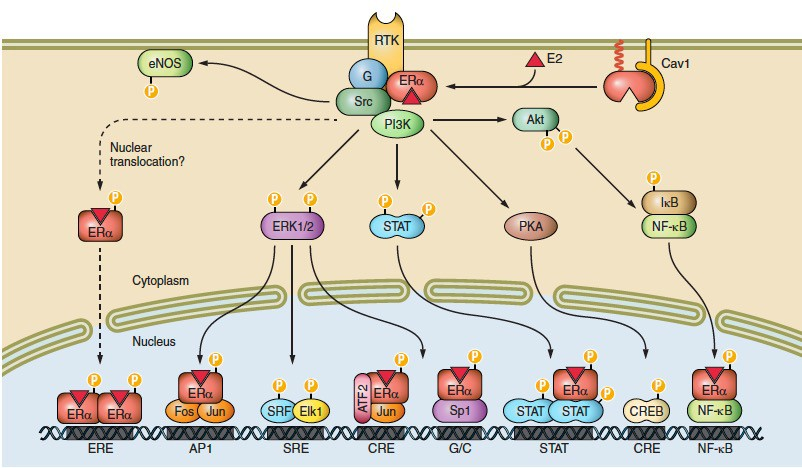 RTK
eNOS
P
G
ERα
E2
Cav1
Src
PI3K
Akt
P
P
Nuclear
translocation?
P
ERα
P
P
ERK1/2
P
P
STAT
PKA
P
IκB
NF-κB
Cytoplasm
Nucleus
P
P
ERα
ERα
P
ERα
Fos
Jun
P
P
SRF
Elk1
P
ATF2
ERα
Jun
P
ERα
Sp1
P
P
P
ERα
STAT
STAT
P
CREB
P
ERα
NF-κB
ERE
AP1
SRE
CRE
G/C
STAT
CRE
NF-κB